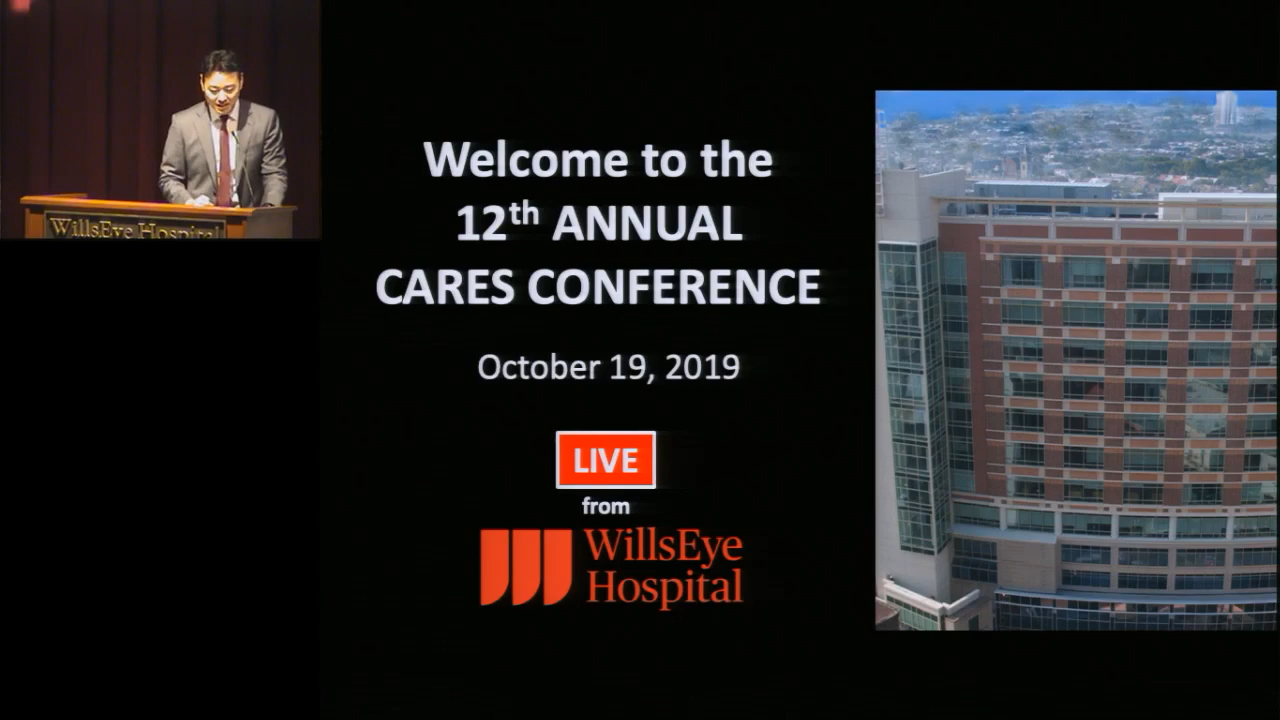 WillsEye Hospital
Welcome to the
12th ANNUAL
CARES CONFERENCE
October 19, 2019
LIVE
from
WillsEye
Hospital